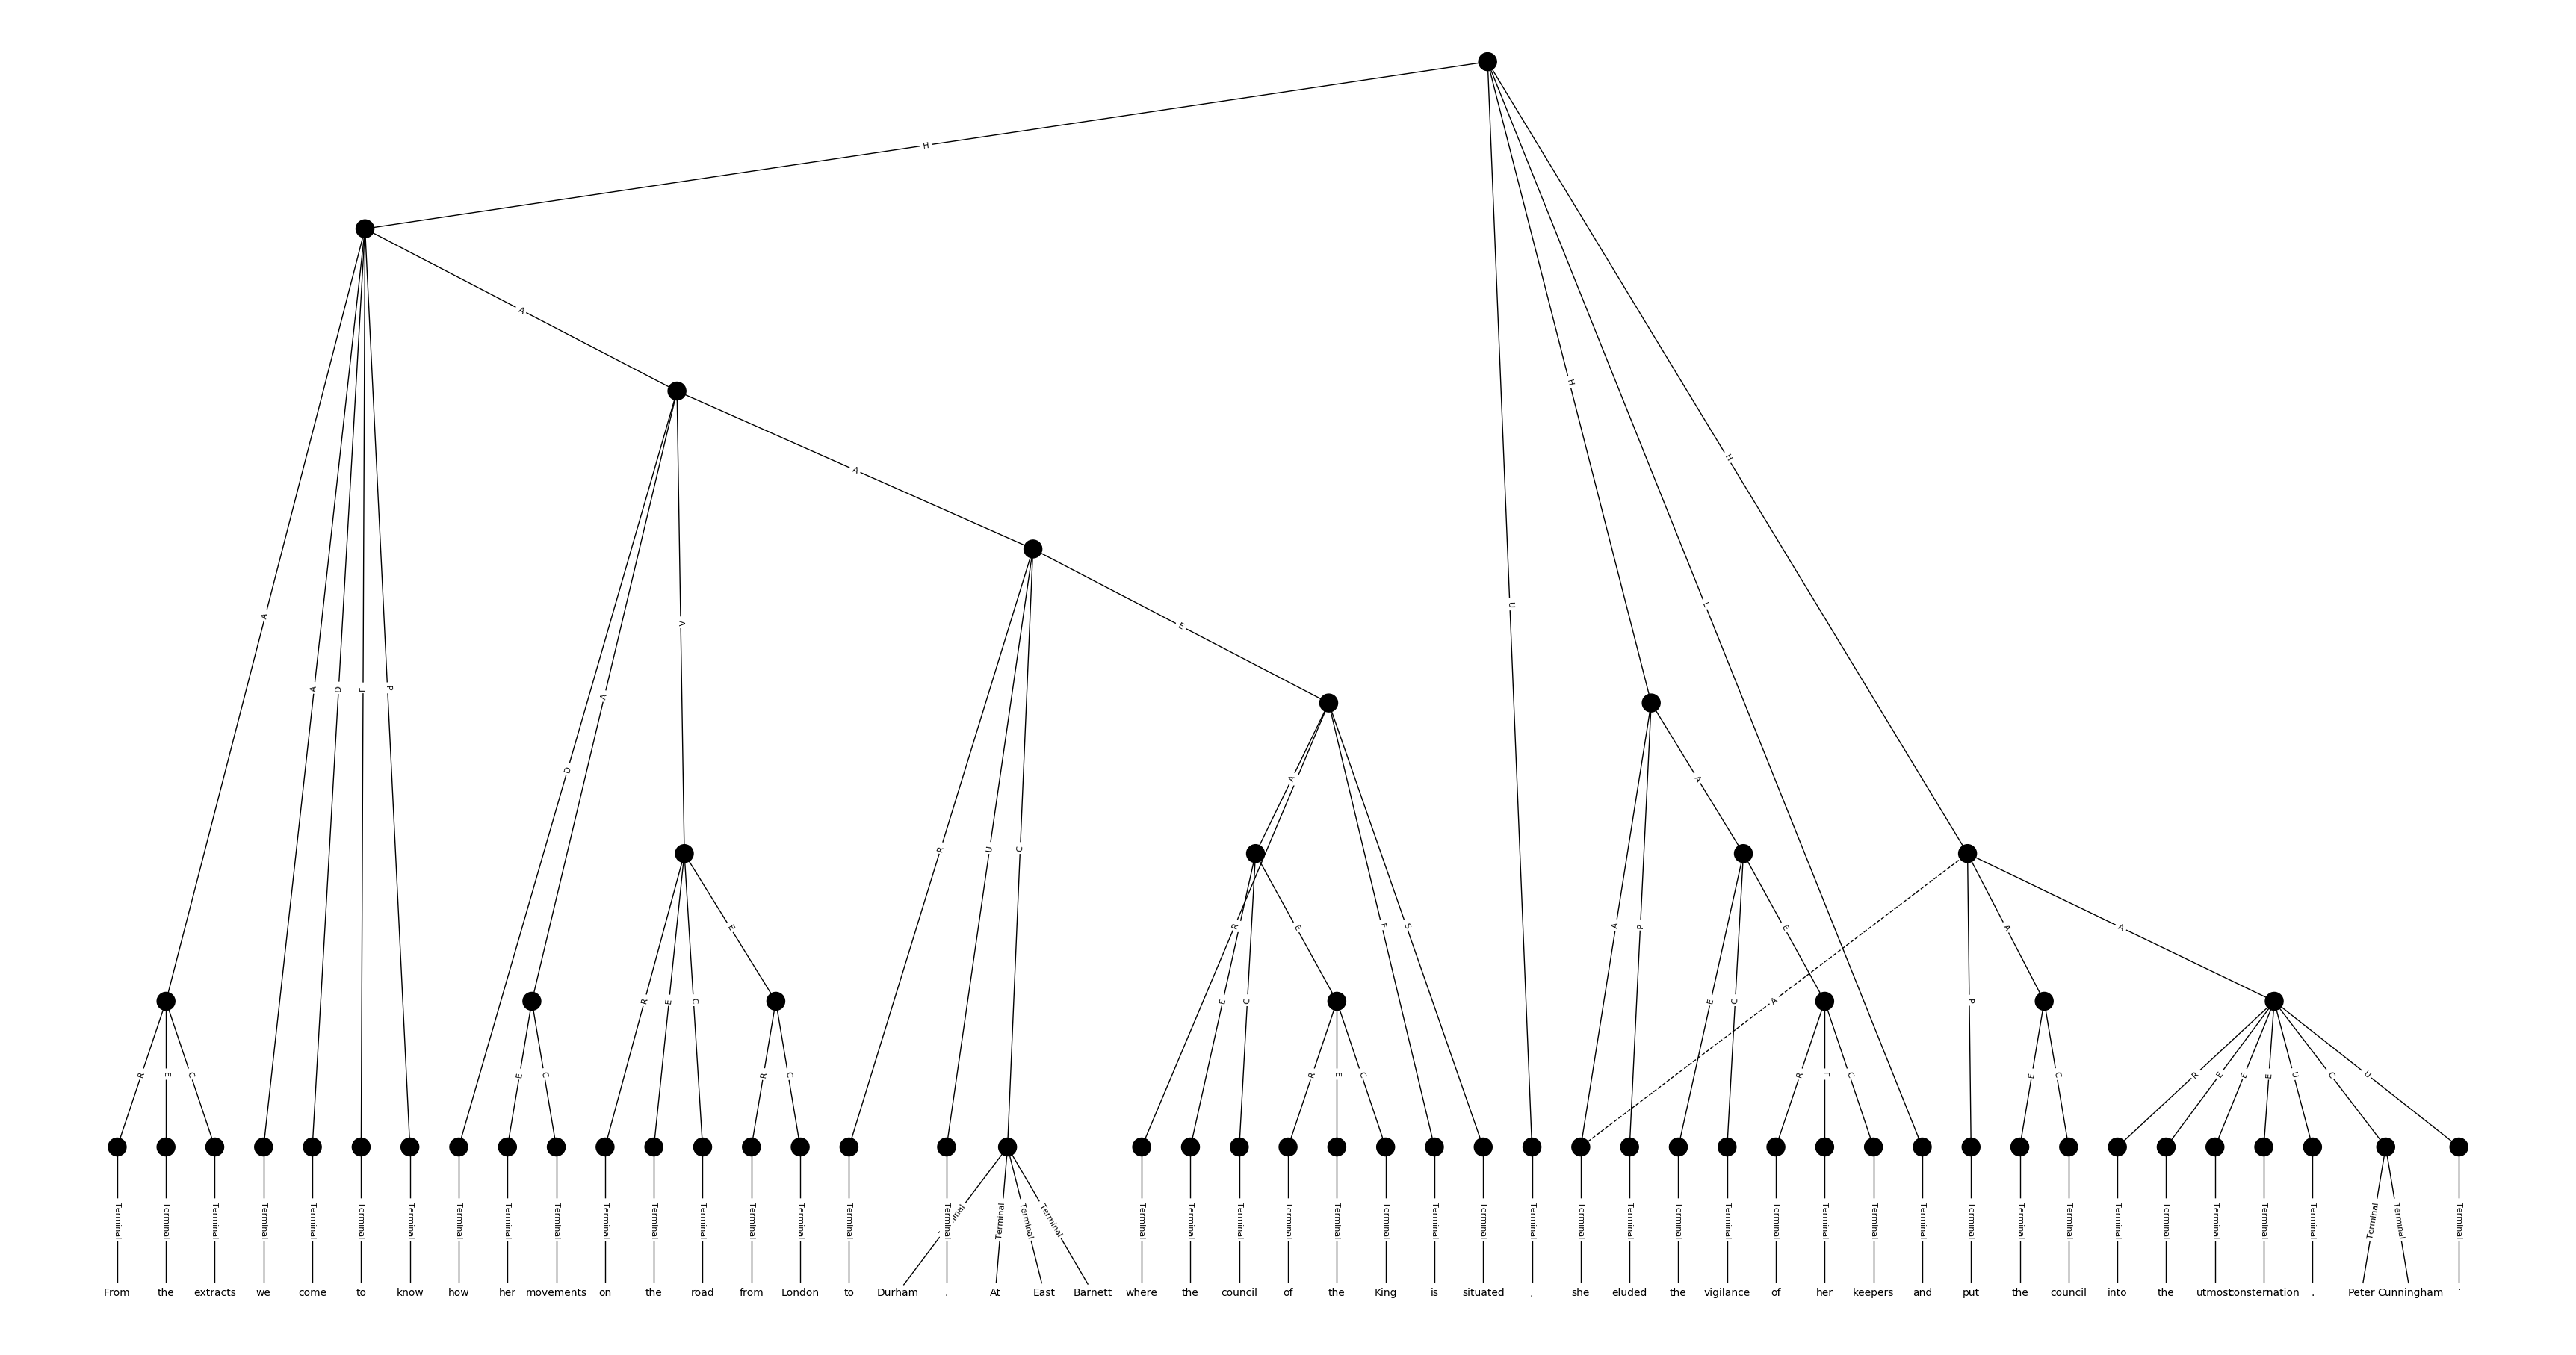 H
H
A
A
H
U
E
L
A
A
A
D
F
P
A
D
A
A
A
R
U
C
R
E
F
S
A
P
E
A
A
R
E
C
E
C
E
C
A
P
R
E
C
E
C
R
C
R
E
C
R
E
C
E
C
R
E
E
E
U
C
U
Terminal Terminal Terminal Terminal Terminal Terminal Terminal Terminal Terminal Terminal Terminal Terminal Terminal Terminal Terminal Terminal Terminal Terminal Terminal Terminal Terminal Terminal Terminal Terminal Terminal Terminal Terminal Terminal Terminal Terminal Terminal Terminal Terminal Terminal Terminal Terminal Terminal Terminal Terminal Terminal Terminal Terminal Terminal Terminal Terminal Terminal Terminal
From the extracts we come to know how her movements on the road from London to Durham . At East Barnett where the council of the King is situated , she eluded the vigilance of her keepers and put the council into the utmost consternation . Peter Cunningham .